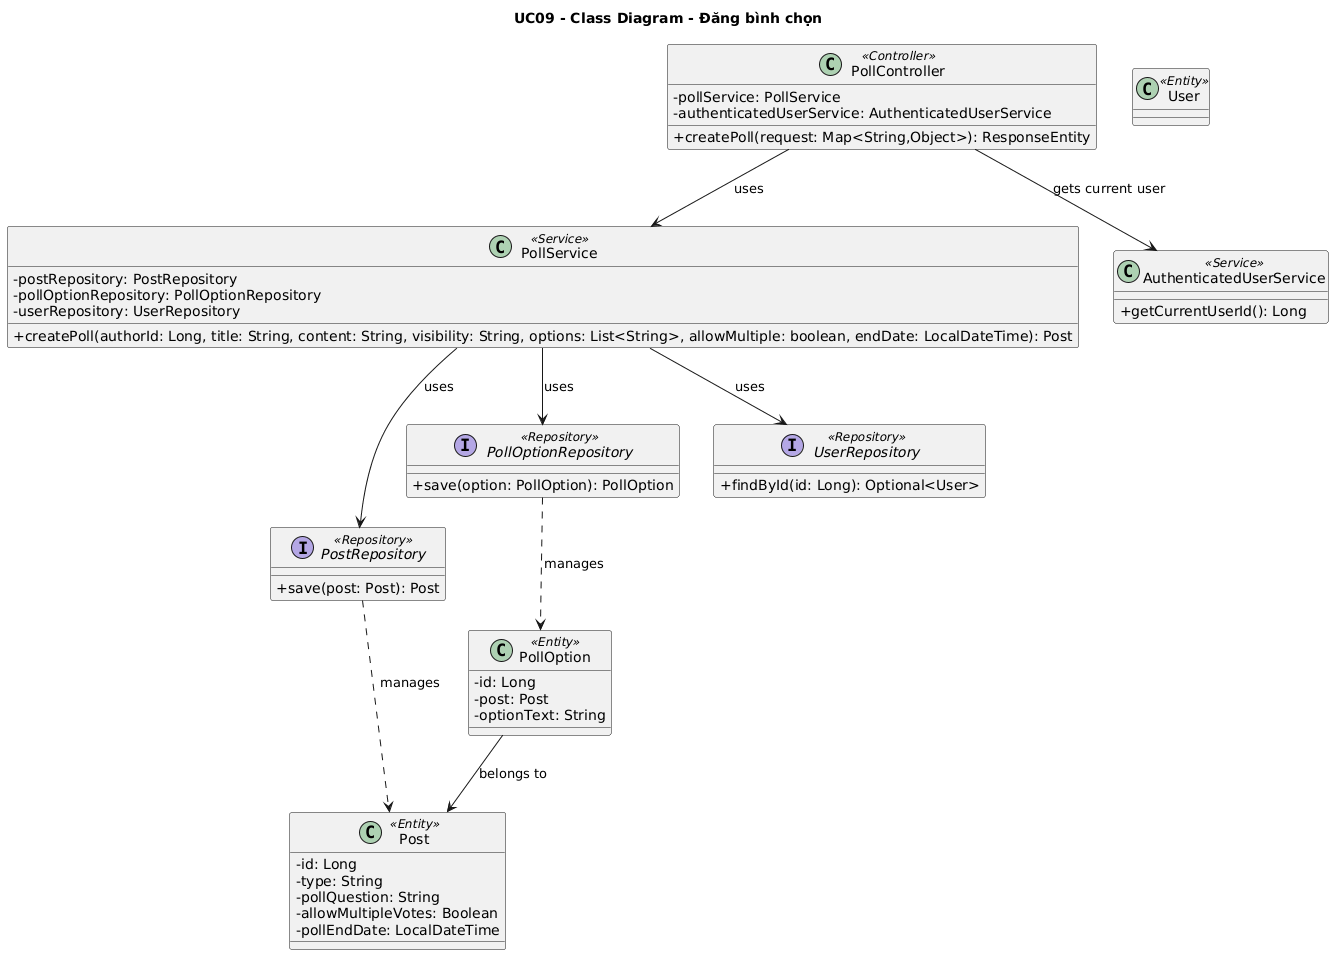 UC09 - Class Diagram - Đăng bình chọn
«Controller»
C
PollController
-pollService: PollService
-authenticatedUserService: AuthenticatedUserService
+createPoll(request: Map<String,Object>): ResponseEntity
«Entity»
C
User
uses
gets current user
«Service»
C
PollService
-postRepository: PostRepository
-pollOptionRepository: PollOptionRepository
-userRepository: UserRepository
+createPoll(authorId: Long, title: String, content: String, visibility: String, options: List<String>, allowMultiple: boolean, endDate: LocalDateTime): Post
«Service»
C
AuthenticatedUserService
+getCurrentUserId(): Long
uses
uses
uses
«Repository»
I
PollOptionRepository
+save(option: PollOption): PollOption
«Repository»
I
UserRepository
+findById(id: Long): Optional<User>
«Repository»
I
PostRepository
+save(post: Post): Post
manages
«Entity»
C
PollOption
-id: Long
-post: Post
-optionText: String
manages
belongs to
«Entity»
C
Post
-id: Long
-type: String
-pollQuestion: String
-allowMultipleVotes: Boolean
-pollEndDate: LocalDateTime